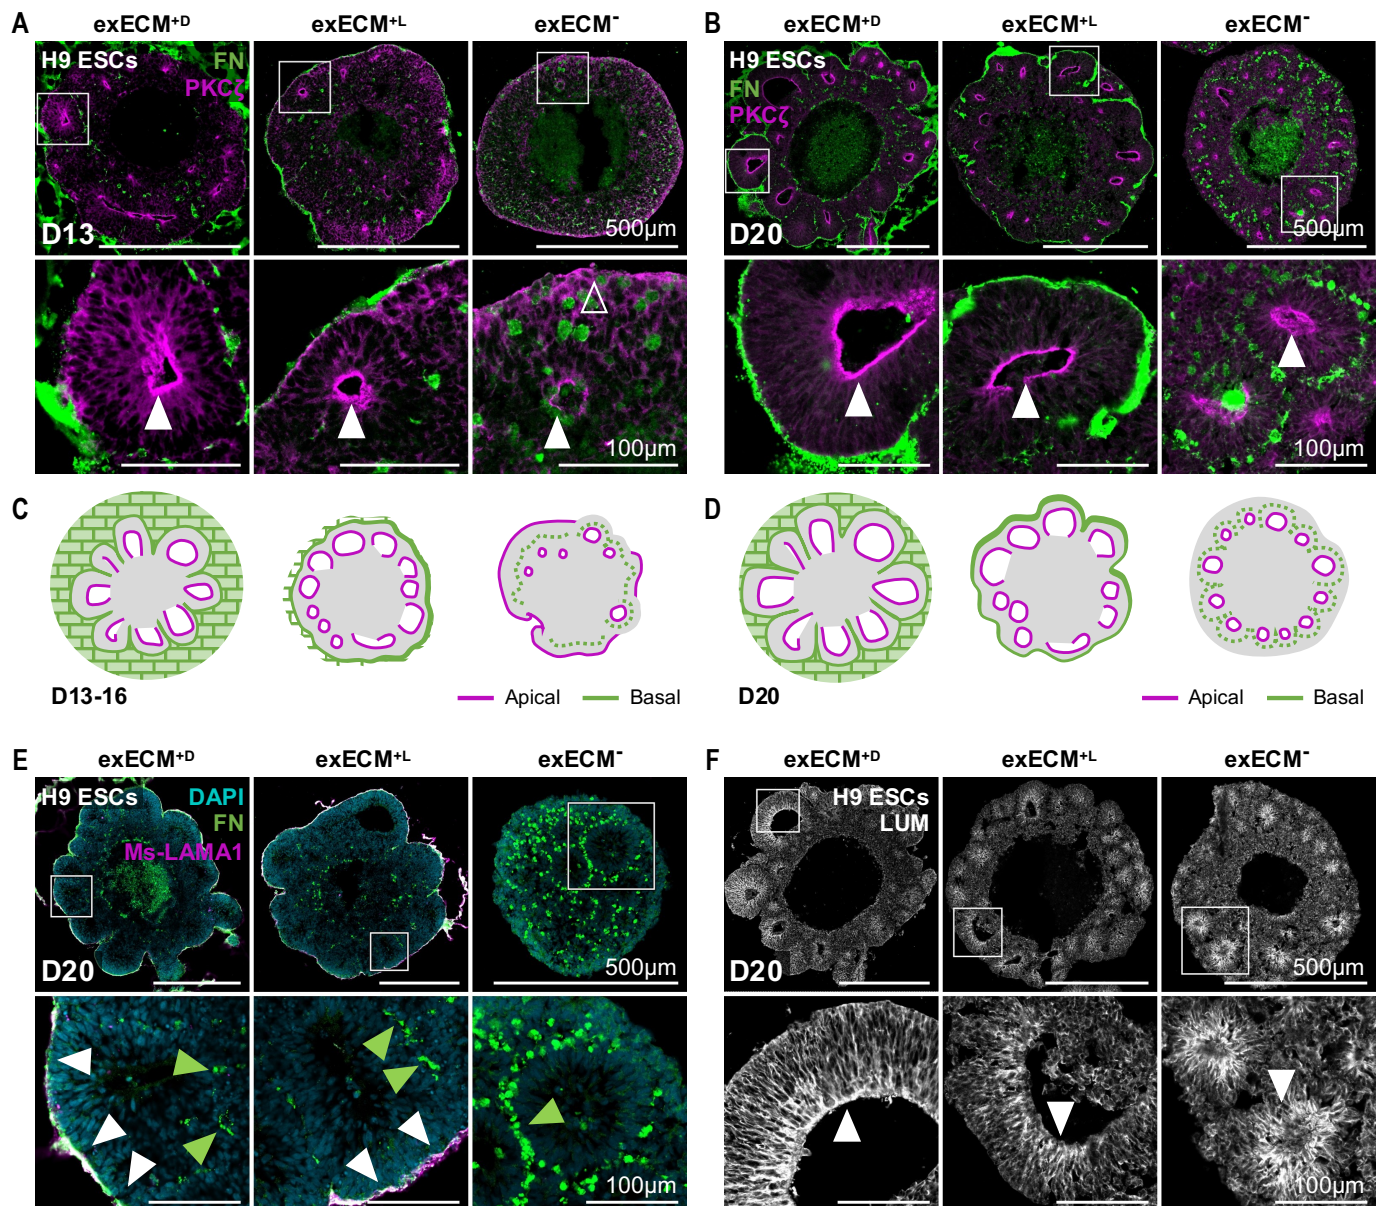 A
exECM+D
exECM+L
exECM-
H9 ESCs
FN
PKCζ
D13
500µm
100µm
B
exECM+D
exECM+L
exECM-
H9 ESCs
FN
PKCζ
D20
500µm
100µm
C
D13-16
Apical
Basal
D
D20
Apical
Basal
E
exECM+D
exECM+L
exECM-
H9 ESCs
DAPI
FN
Ms-LAMA1
D20
500µm
100µm
F
exECM+D
exECM+L
exECM-
H9 ESCs
LUM
D20
500µm
100µm